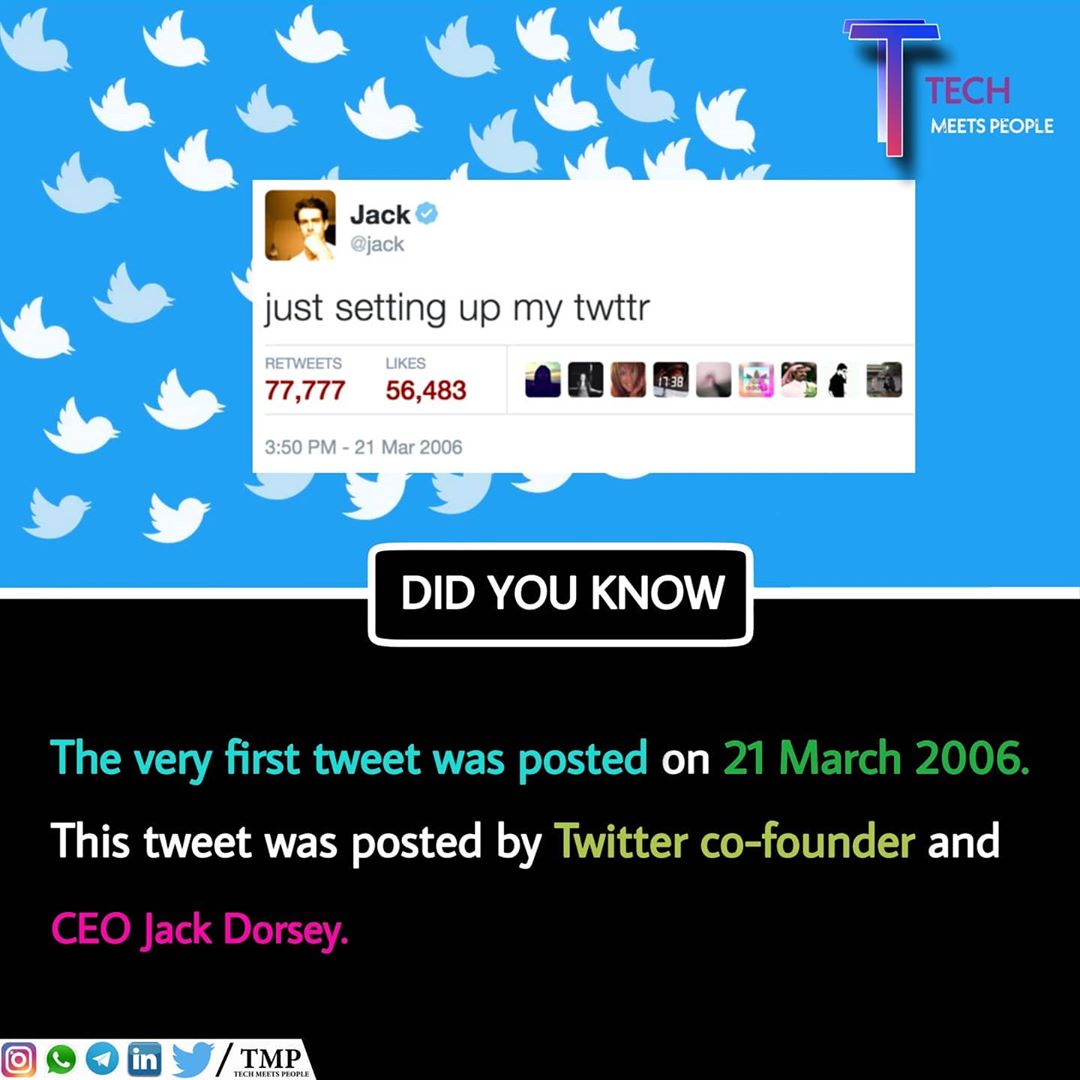 TECH
MEETS PEOPLE
Jack
@jack
just setting up my twttr
RETWEETS LIKES
77,777 56,483
17:38
3:50 PM - 21 Mar 2006
DID YOU KNOW
The very first tweet was posted on 21 March 2006.
This tweet was posted by Twitter co-founder and
CEO Jack Dorsey.
in / TMP
TECH MEETS PEOPLE